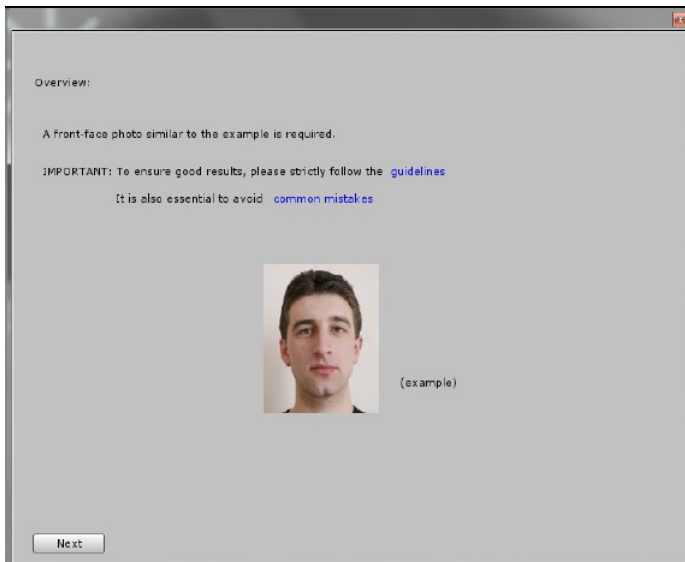 Overview:
A front-face photo similar to the example is required.
IMPORTANT: To ensure good results, please strictly follow the guidelines
It is also essential to avoid common mistakes
(example)
Next